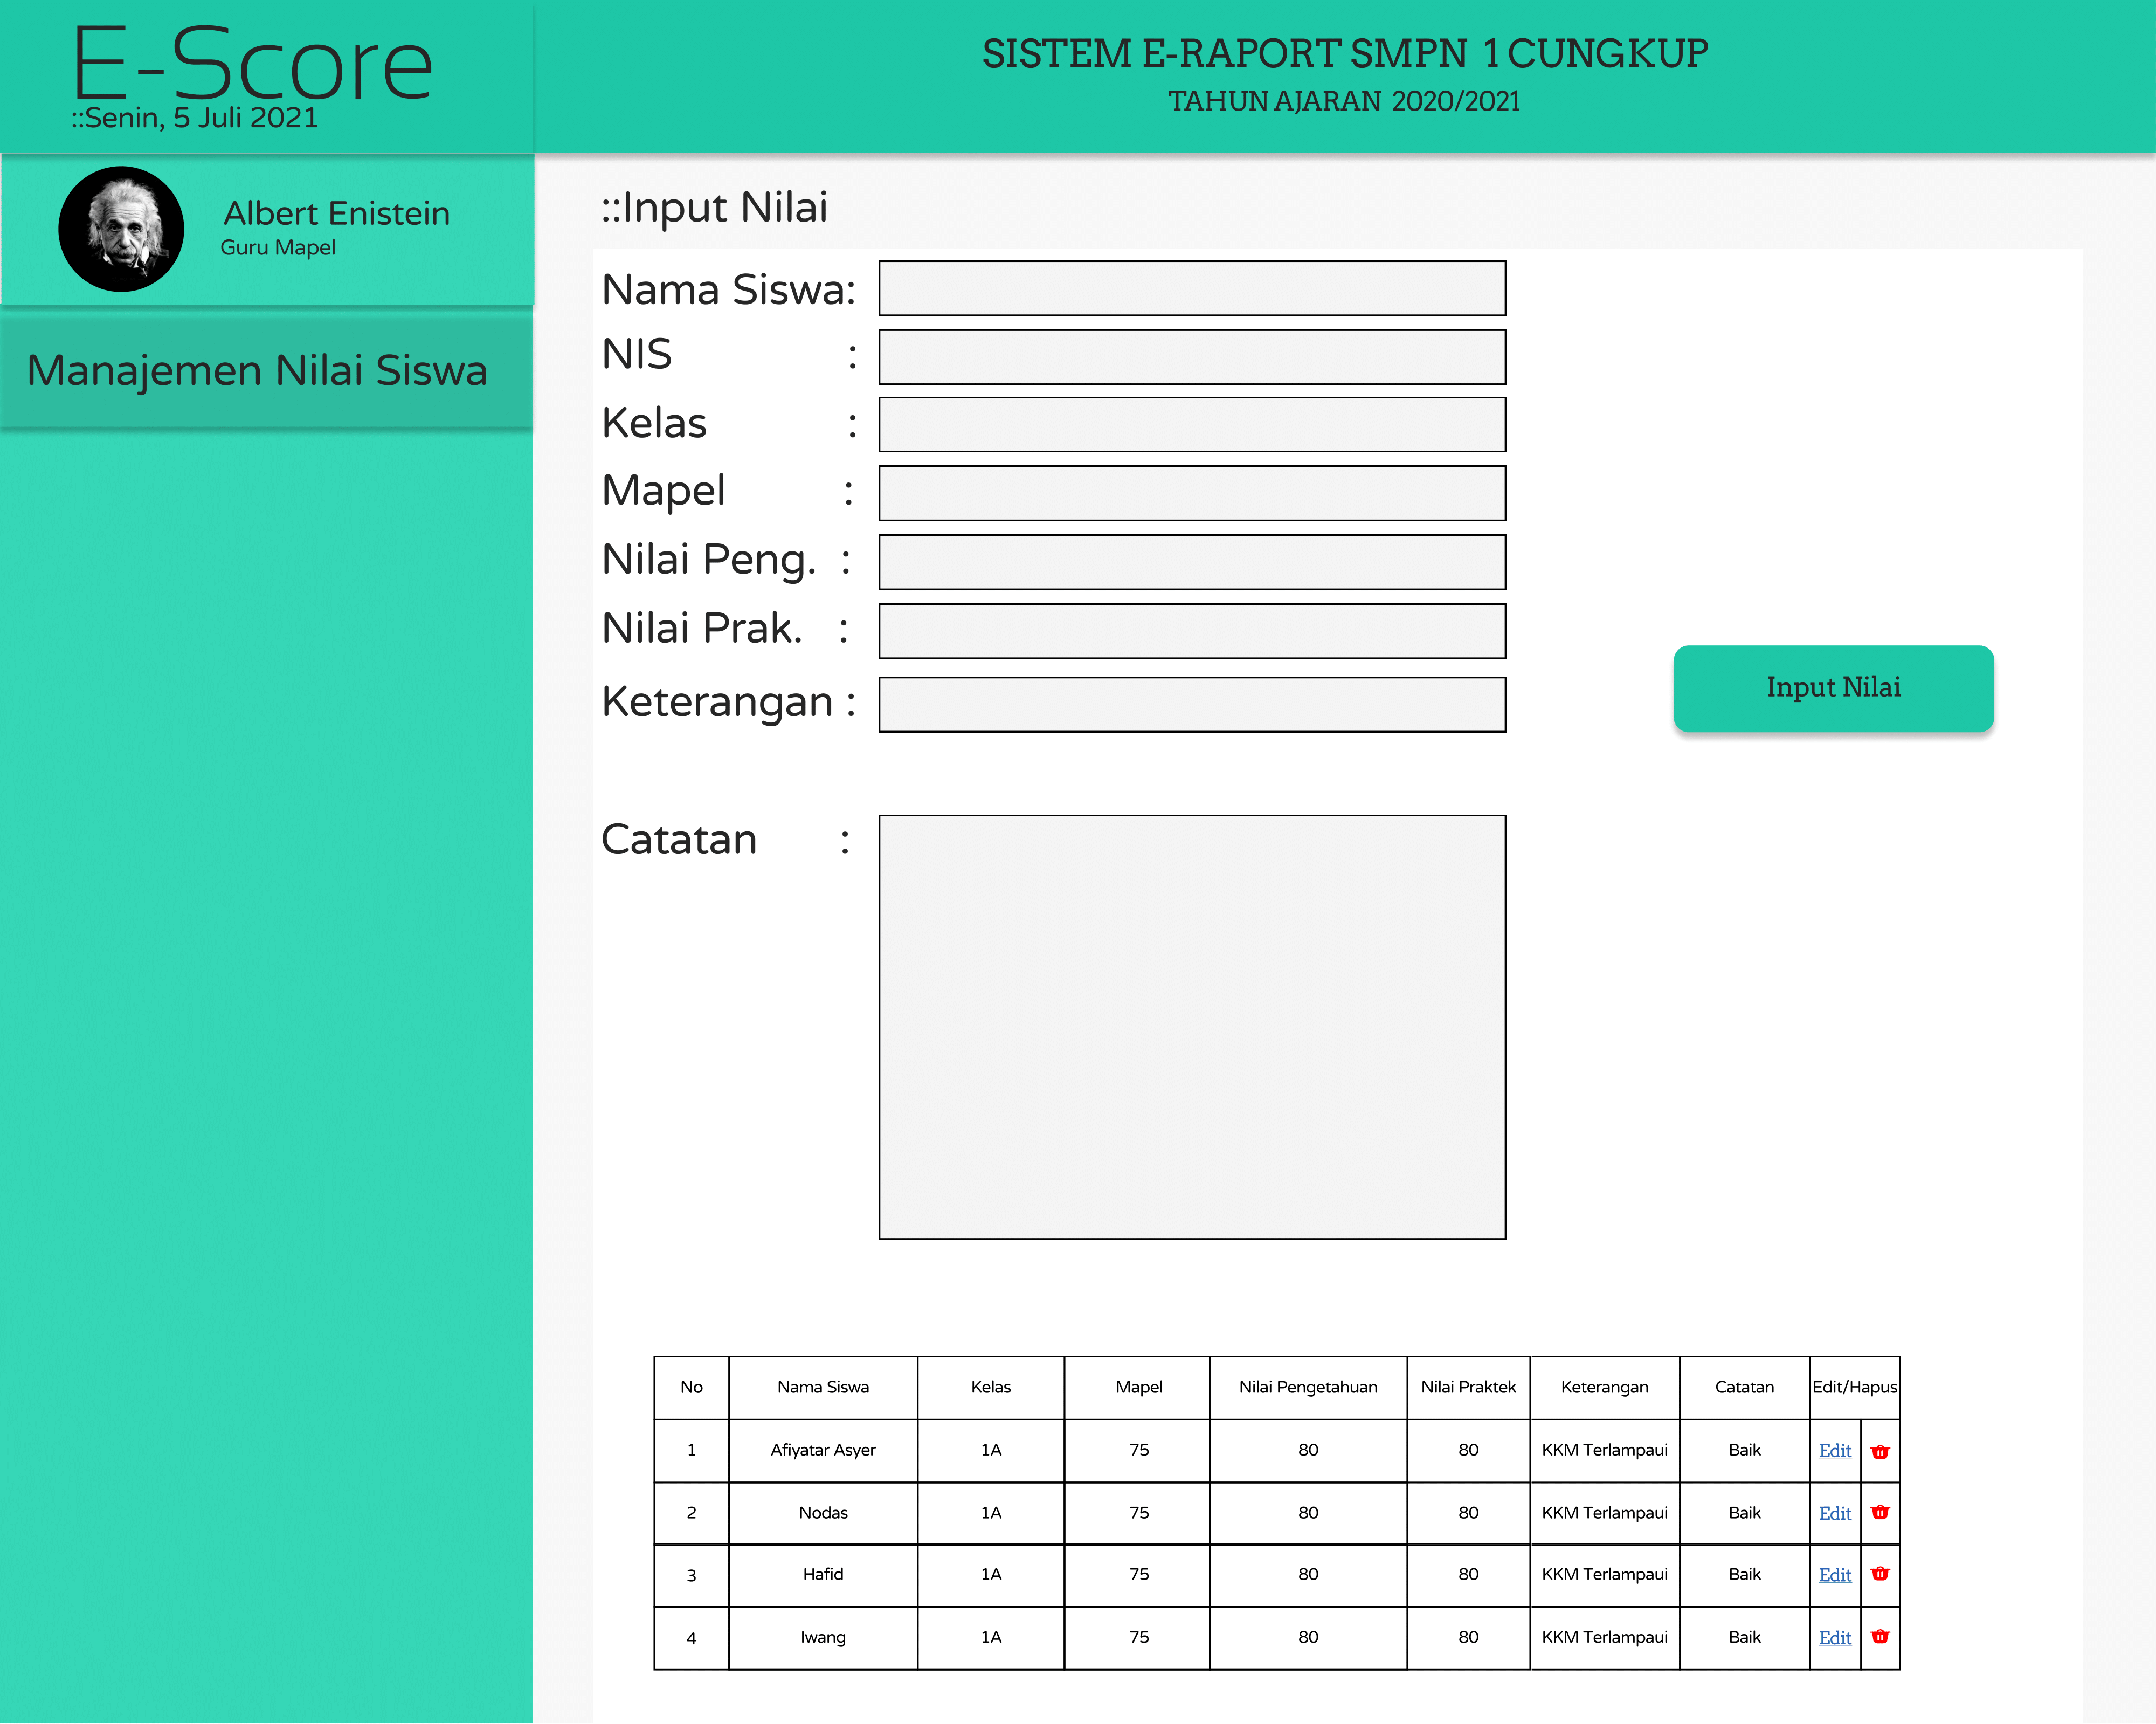 E-Score
::Senin, 5 Juli 2021
SISTEM E-RAPORT SMPN 1 CUNGKUP
TAHUN AJARAN 2020/2021
Albert Enistein
Guru Mapel
Manajemen Nilai Siswa
::Input Nilai
Nama Siswa:
NIS :
Kelas :
Mapel :
Nilai Peng. :
Nilai Prak. :
Keterangan :
Input Nilai
Catatan :
No Nama Siswa Kelas Mapel Nilai Pengetahuan Nilai Praktek Keterangan Catatan Edit/Hapus
1 Afiyatar Asyer 1A 75 80 80 KKM Terlampaui Baik Edit
2 Nodas 1A 75 80 80 KKM Terlampaui Baik Edit
3 Hafid 1A 75 80 80 KKM Terlampaui Baik Edit
4 Iwang 1A 75 80 80 KKM Terlampaui Baik Edit